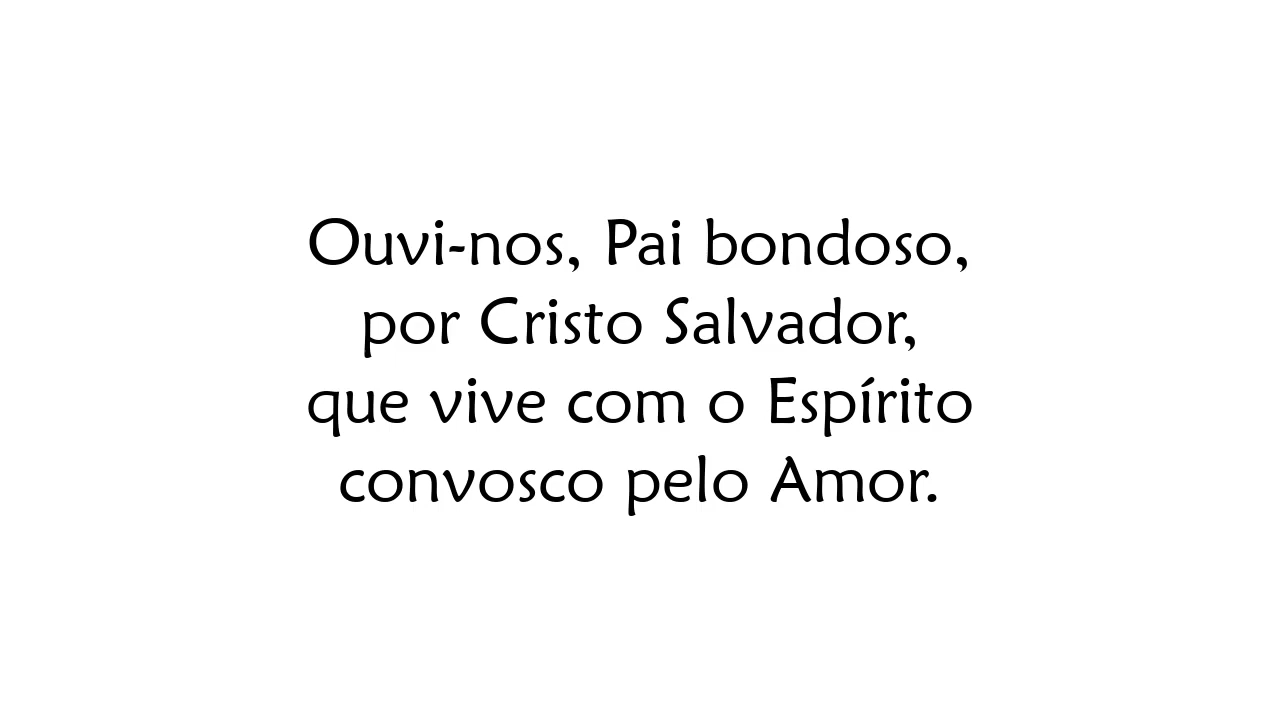 Ouvi-nos, Pai bondoso,
por Cristo Salvador,
que vive com o Espírito
convosco pelo Amor.